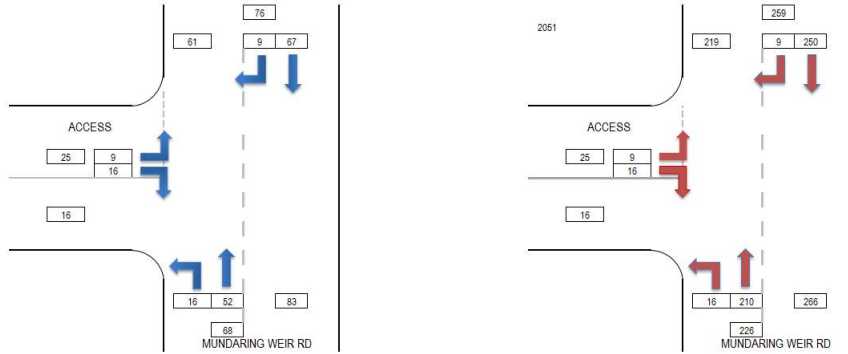 76
61
9 67
ACCESS
25 9
16
16
16 52 83
68
MUNDARING WEIR RD
2051
259
219
9 250
ACCESS
25 9
16
16
16 210 266
226
MUNDARING WEIR RD